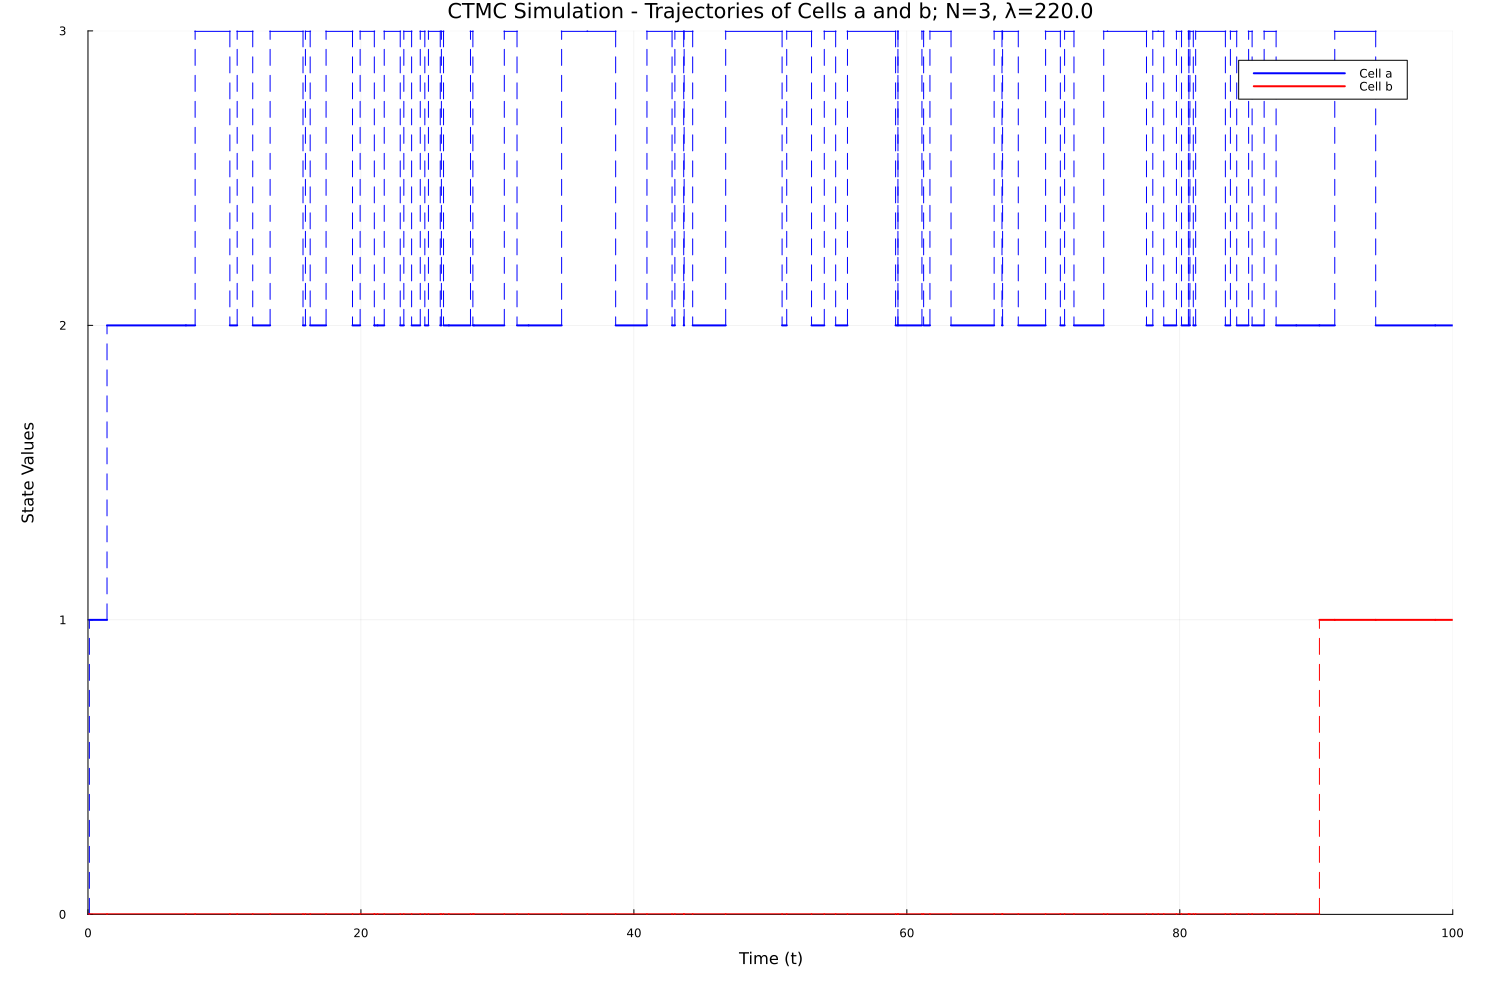 CTMC Simulation - Trajectories of Cells a and b; N=3, λ=220.0
3
Cell a
Cell b
2
State Values
1
0
0 20 40 60 80 100
Time (t)